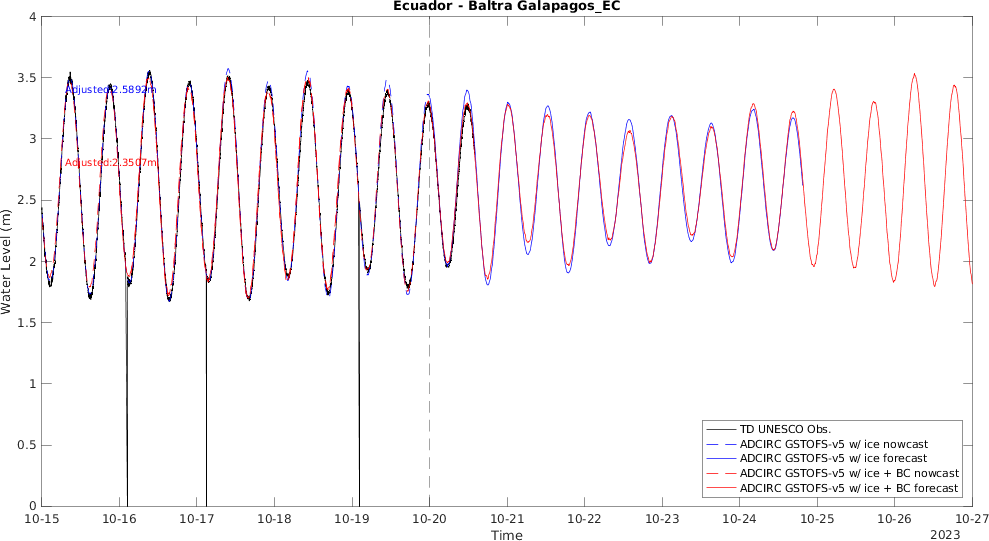 Ecuador - Baltra Galapagos_EC
4
3.5
3
2.5
2
1.5
1
0.5
0
Water Level (m)
Adjusted:2.5892m
Adjusted:2.3507m
TD UNESCO Obs.
ADCIRC GSTOFS-v5 w/ ice nowcast
ADCIRC GSTOFS-v5 w/ ice forecast
ADCIRC GSTOFS-v5 w/ ice + BC nowcast
ADCIRC GSTOFS-v5 w/ ice + BC forecast
10-15 10-16 10-17 10-18 10-19 10-20 10-21 10-22 10-23 10-24 10-25 10-26 10-27
Time
2023